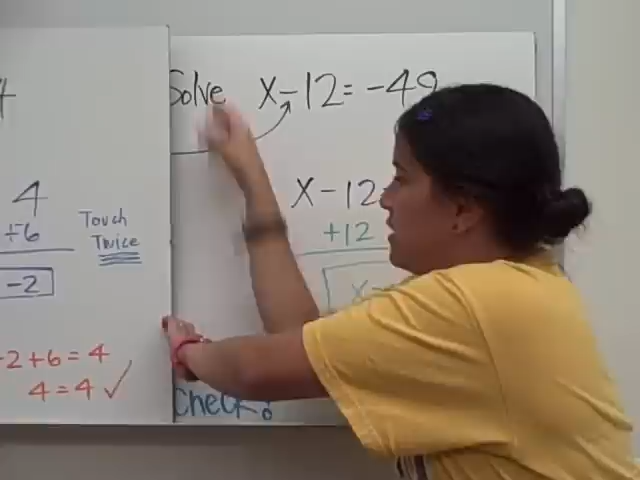 4
+6
-2
Touch
Twice
-2+6=4
4=4 ✓
Solve x-12=-49
x-12
+12
x=
Check: